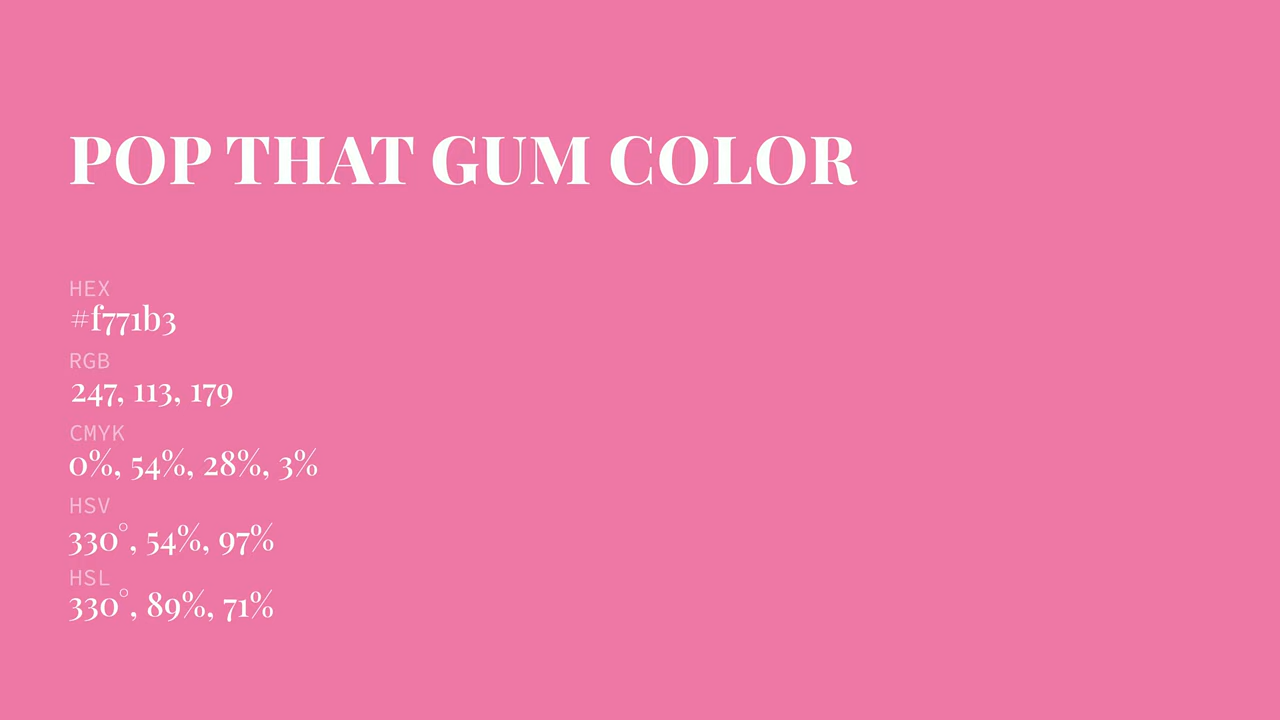 POP THAT GUM COLOR
HEX
#f771b3
RGB
247, 113, 179
CMYK
0%, 54%, 28%, 3%
HSV
330°, 54%, 97%
HSL
330°, 89%, 71%